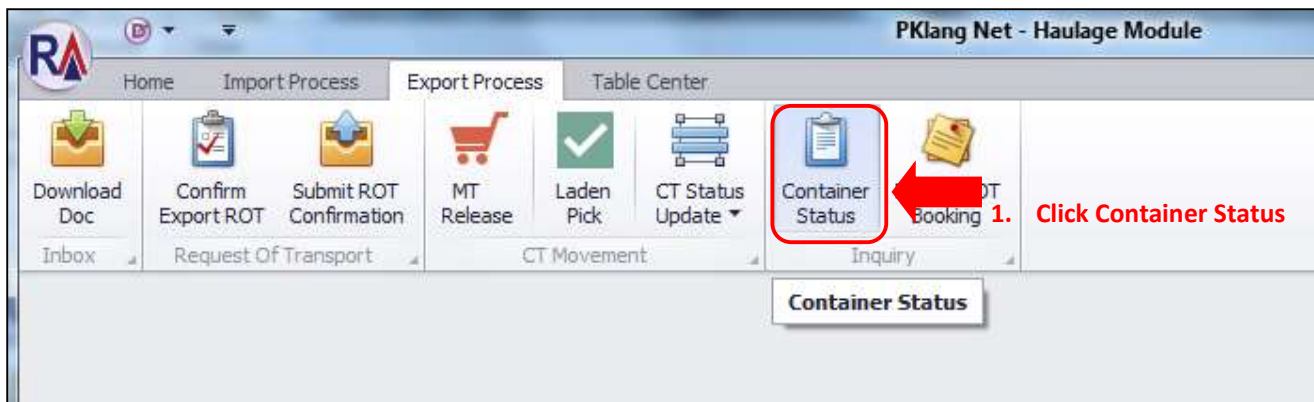 PKlang Net - Haulage Module
RA
Home Import Process Export Process Table Center
Download Doc
Confirm Export ROT
Submit ROT Confirmation
MT Release
Laden Pick
CT Status Update
Container Status
OT Booking
1. Click Container Status
Inbox Request Of Transport CT Movement Inquiry
Container Status